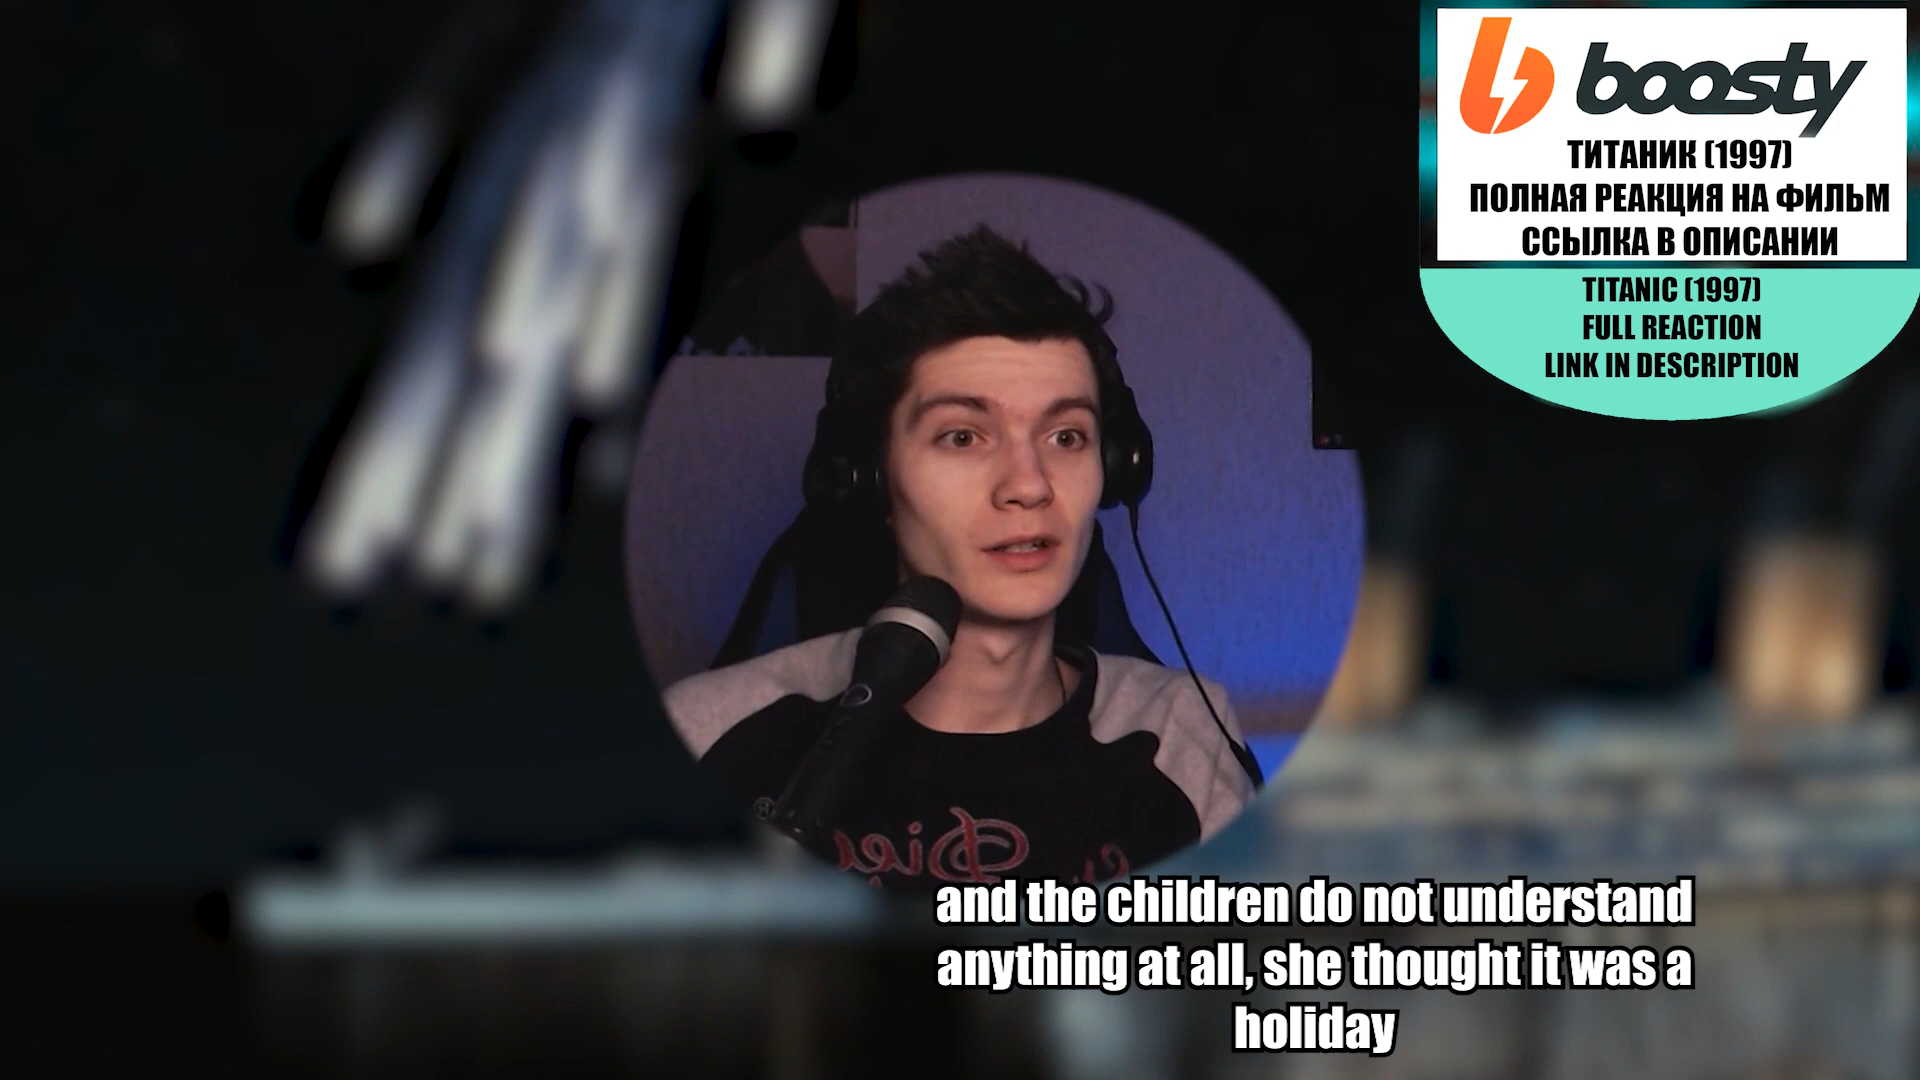 boosty
ТИТАНИК (1997)
ПОЛНАЯ РЕАКЦИЯ НА ФИЛЬМ
ССЫЛКА В ОПИСАНИИ
TITANIC (1997)
FULL REACTION
LINK IN DESCRIPTION
and the children do not understand
anything at all, she thought it was a
holiday